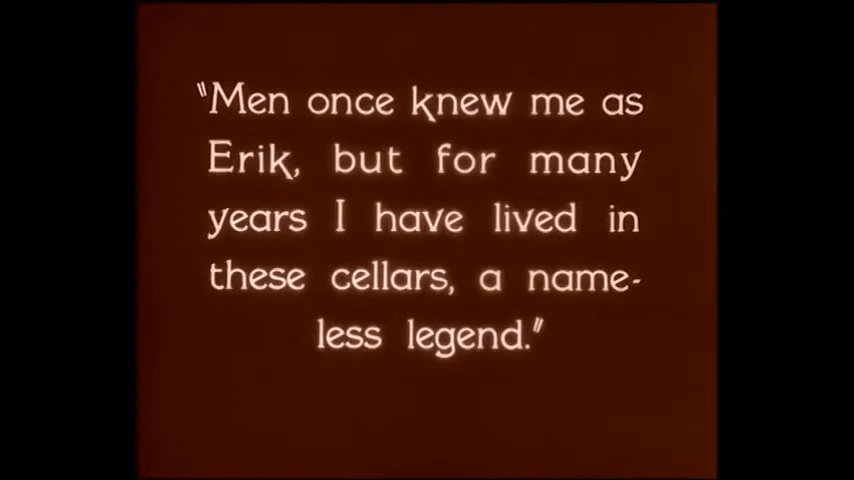 "Men once knew me as
Erik, but for many
years I have lived in
these cellars, a name-
less legend."